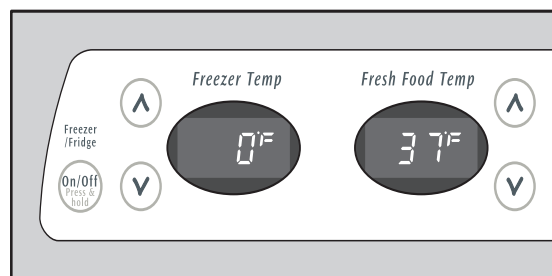 Freezer Temp
Fresh Food Temp
0°F
37°F
Freezer
/Fridge
On/Off
Press &
hold